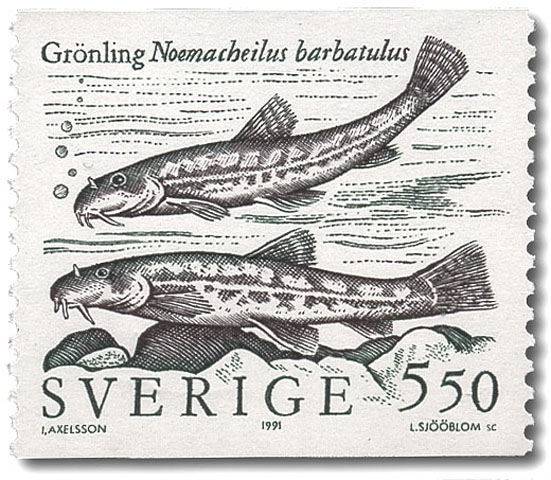 Grönling Noemacheilus barbatulus
SVERIGE 5 50
I, AXELSSON 1991 L. SJÖÖBLOM SC